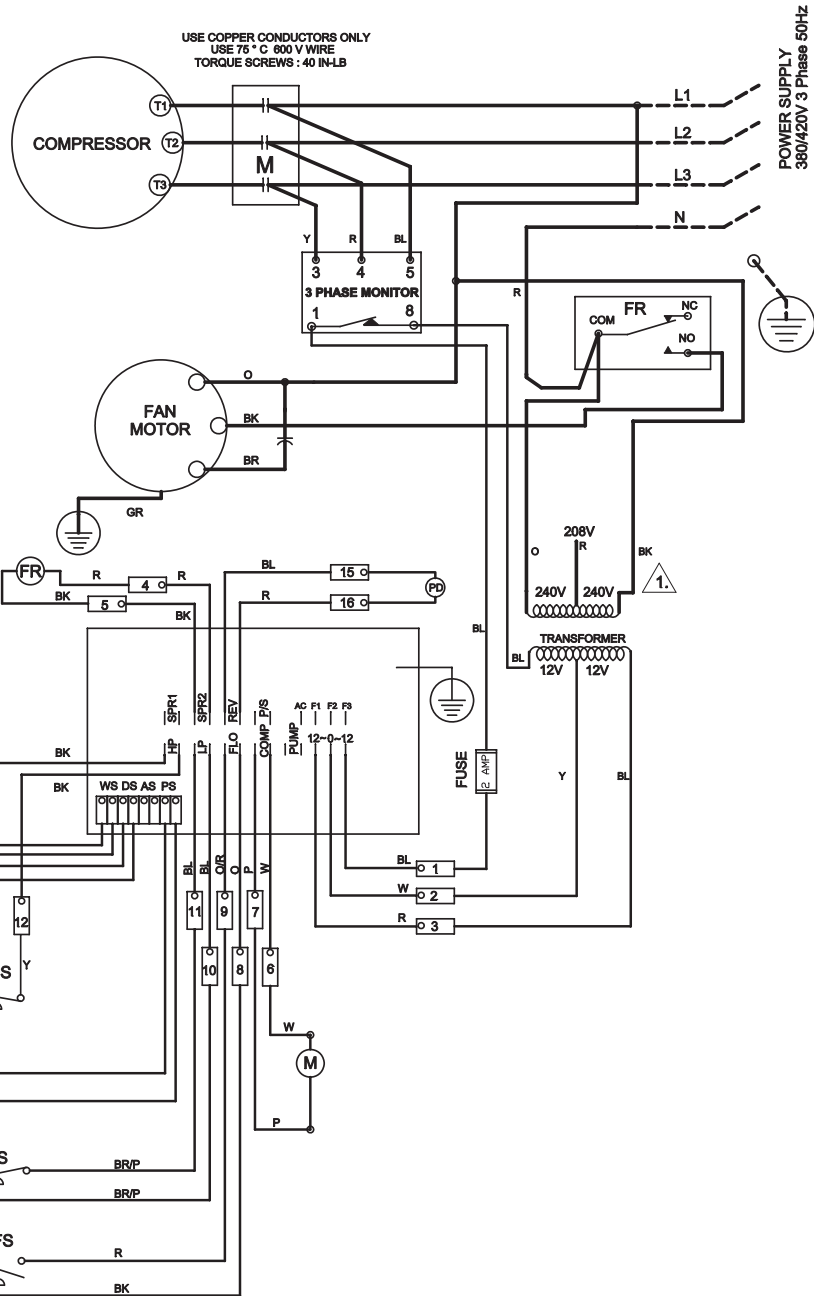 USE COPPER CONDUCTORS ONLY
USE 75 ° C 600 V WIRE
TORQUE SCREWS : 40 IN-LB
POWER SUPPLY
380/420V 3 Phase 50Hz
COMPRESSOR
T1
T2
T3
M
L1
L2
L3
N
Y
R
BL
3
4
5
3 PHASE MONITOR
1
8
R
FR
COM
NC
NO
FAN
MOTOR
O
BK
BR
GR
208V
R
O
BK
1.
240V
240V
TRANSFORMER
12V
12V
BL
BL
FR
R
4
R
BK
5
BK
BL
15
R
16
PD
SPR1
SPR2
REV
P/S
HP
LP
FLO
COMP
PUMP
AC F1 F2 F3
12~0~12
BK
BK
WS DS AS PS
FUSE
2 AMP
Y
BL
BL
1
W
2
R
3
BL
BL
O/R
O
P
W
11
9
7
10
8
6
12
S
Y
W
M
P
S
BR/P
BR/P
FS
R
BK